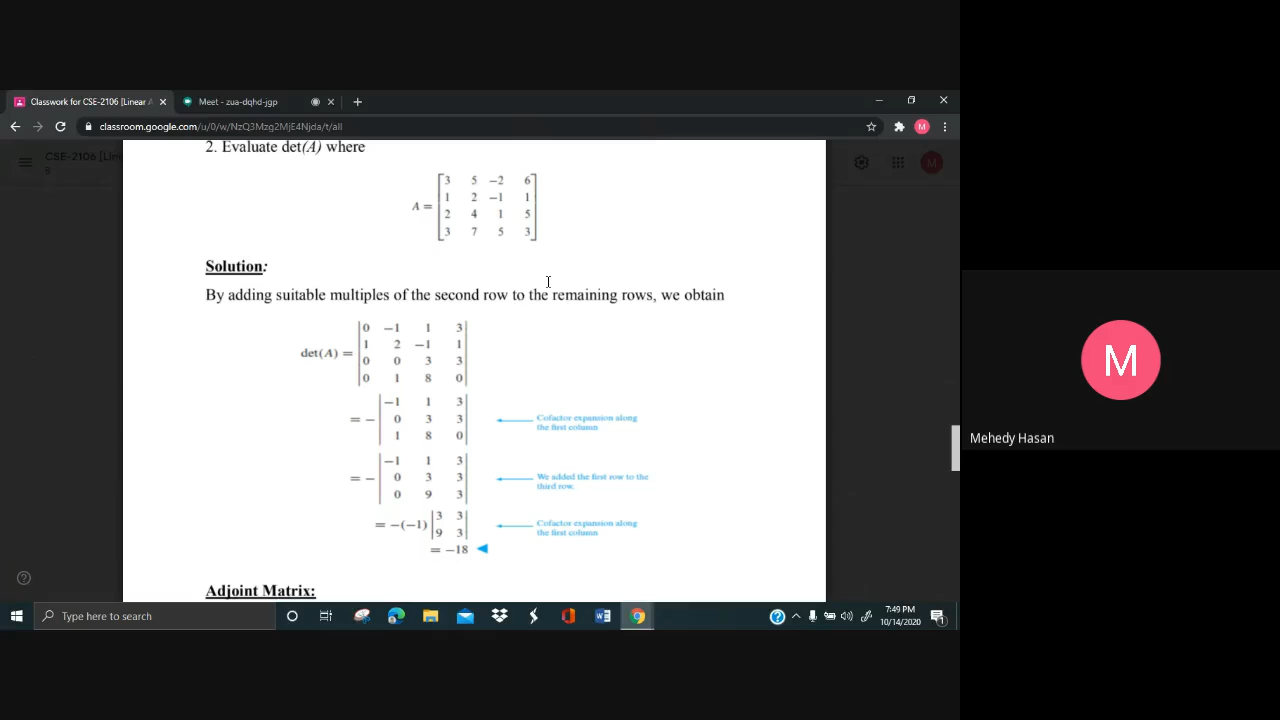 Classwork for CSE-2106 [Linear A
Meet - zua-dqhd-jgp
classroom.google.com/u/0/w/NzQ3Mzg2MjE4Njda/t/all
M
CSE-2106 [Lin
B
M
2. Evaluate det(A) where
3 5 −2 6
1 2 −1 1
A =
2 4 1 5
3 7 5 3
Solution:
By adding suitable multiples of the second row to the remaining rows, we obtain
0 −1 1 3
1 2 −1 1
det(A) =
0 0 3 3
0 1 8 0
−1 1 3
= − 0 3 3
1 8 0
Cofactor expansion along
the first column
−1 1 3
= − 0 3 3
0 9 3
We added the first row to the
third row.
= −(−1) 3 3
9 3
Cofactor expansion along
the first column
= −18
Adjoint Matrix:
Type here to search
7:49 PM
10/14/2020
1
M
Mehedy Hasan